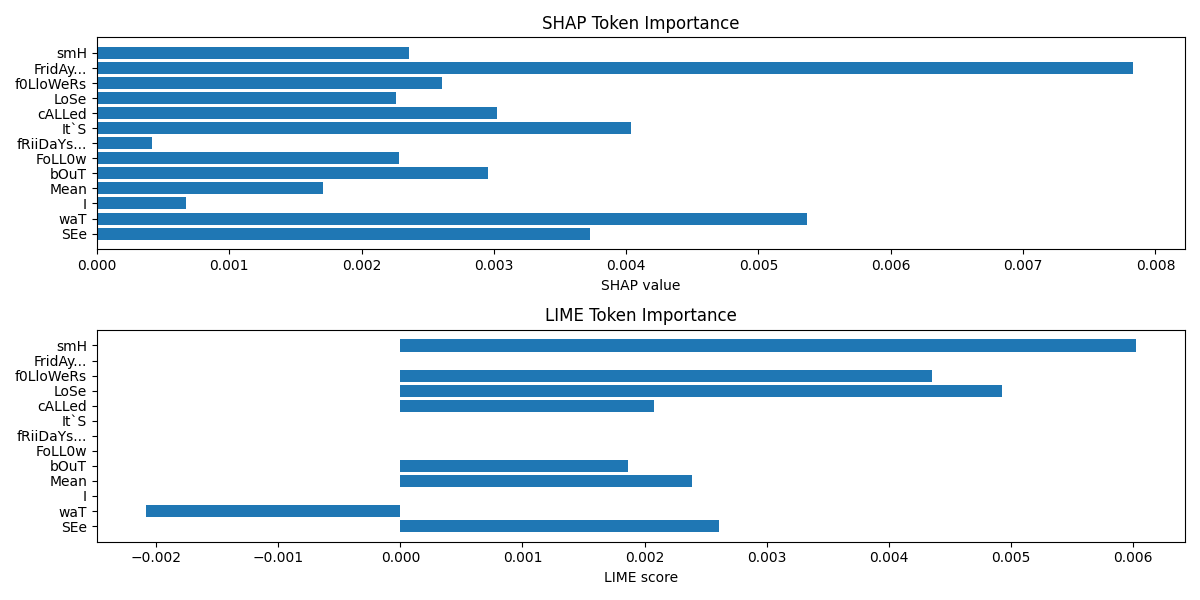 SHAP Token Importance
smH
FridAy...
f0LloWeRs
LoSe
cALLed
It`S
fRiiDaYs...
FoLL0w
bOuT
Mean
I
waT
SEe
0.000 0.001 0.002 0.003 0.004 0.005 0.006 0.007 0.008
SHAP value
LIME Token Importance
smH
FridAy...
f0LloWeRs
LoSe
cALLed
It`S
fRiiDaYs...
FoLL0w
bOuT
Mean
I
waT
SEe
−0.002 −0.001 0.000 0.001 0.002 0.003 0.004 0.005 0.006
LIME score